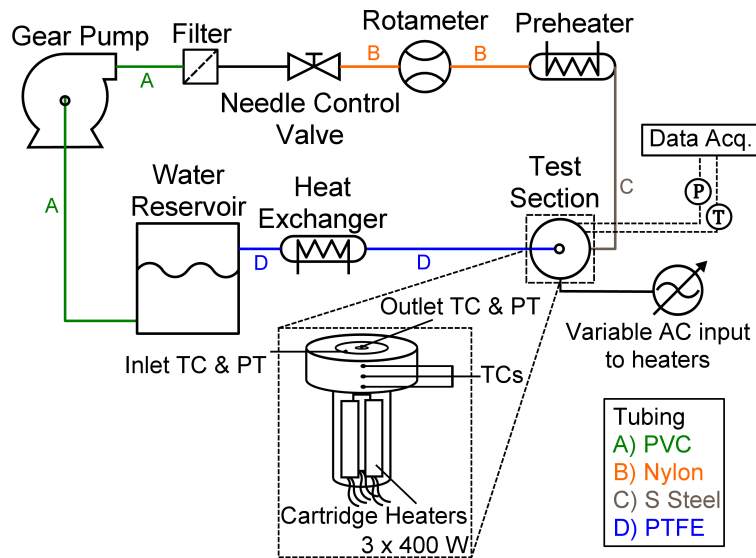 Gear Pump
Filter
Rotameter
Preheater
A
B
B
Needle Control
Valve
Data Acq.
P
T
C
A
Water
Reservoir
Heat
Exchanger
Test
Section
D
D
Outlet TC & PT
Inlet TC & PT
TCs
Variable AC input
to heaters
Cartridge Heaters
3 x 400 W
Tubing
A) PVC
B) Nylon
C) S Steel
D) PTFE